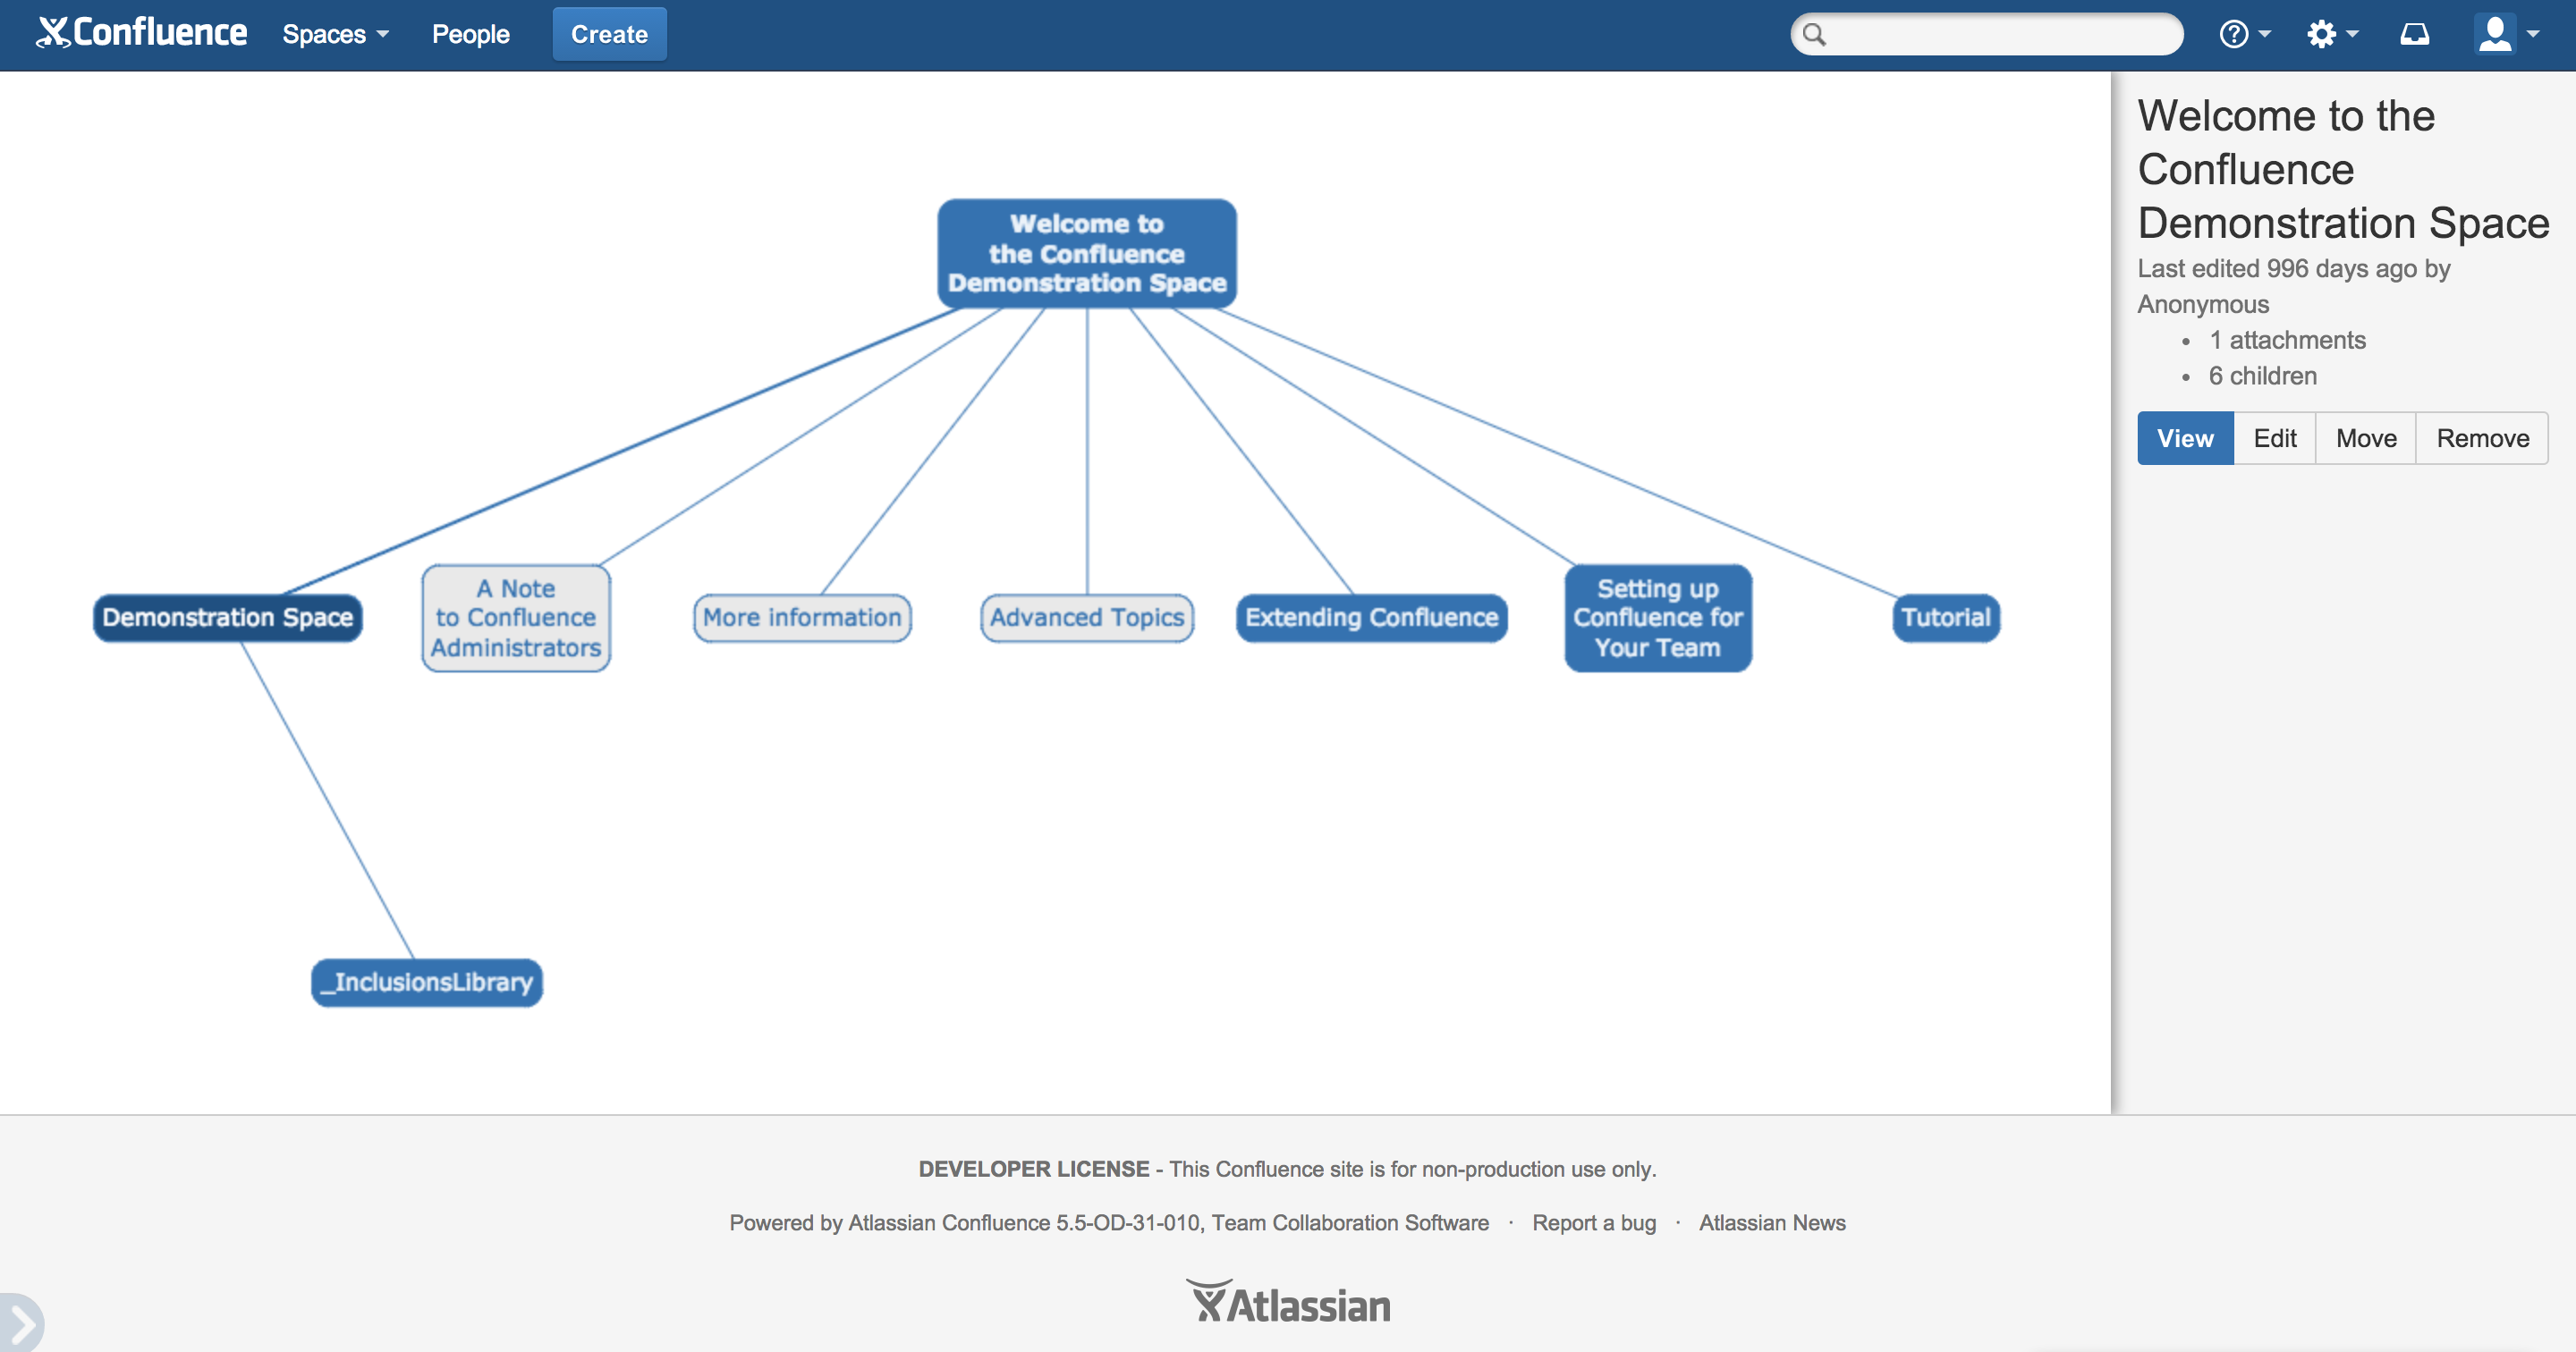 Confluence Spaces People Create
Welcome to
the Confluence
Demonstration Space
Demonstration Space
A Note
to Confluence
Administrators
More information
Advanced Topics
Extending Confluence
Setting up
Confluence for
Your Team
Tutorial
_InclusionsLibrary
Welcome to the
Confluence
Demonstration Space
Last edited 996 days ago by
Anonymous
• 1 attachments
• 6 children
View Edit Move Remove
DEVELOPER LICENSE - This Confluence site is for non-production use only.
Powered by Atlassian Confluence 5.5-OD-31-010, Team Collaboration Software · Report a bug · Atlassian News
Atlassian